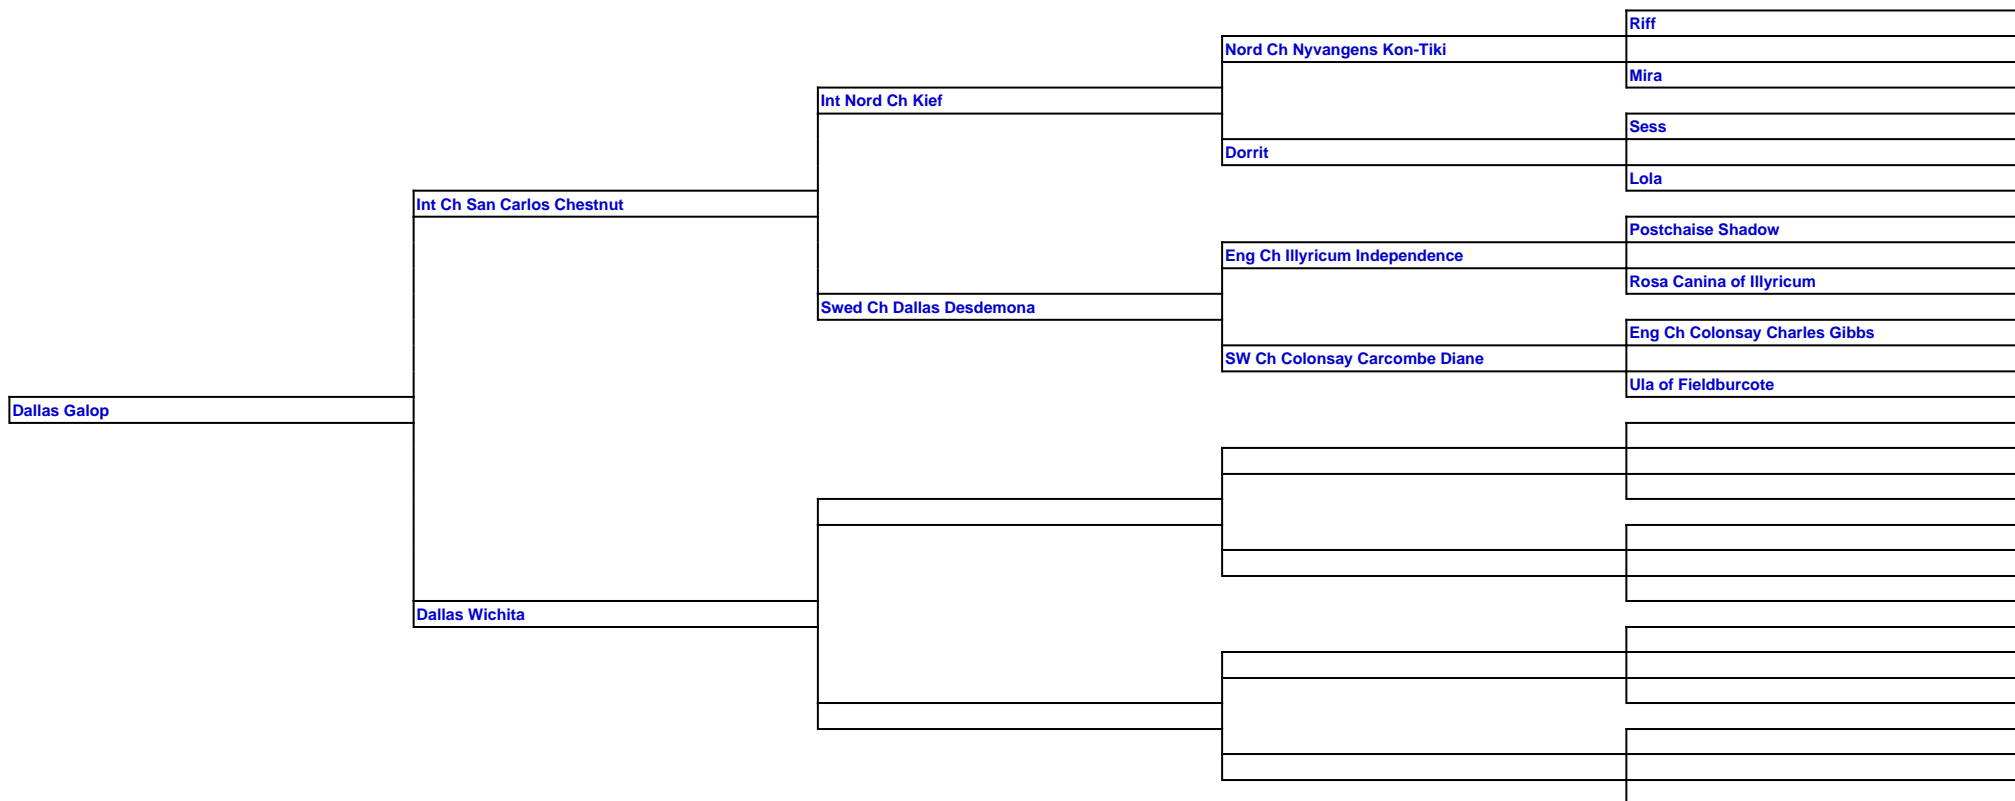 Riff
Nord Ch Nyvangens Kon-Tiki
Mira
Int Nord Ch Kief
Sess
Dorrit
Lola
Int Ch San Carlos Chestnut
Postchaise Shadow
Eng Ch Illyricum Independence
Rosa Canina of Illyricum
Swed Ch Dallas Desdemona
Eng Ch Colonsay Charles Gibbs
SW Ch Colonsay Carcombe Diane
Ula of Fieldburcote
Dallas Galop
Dallas Wichita